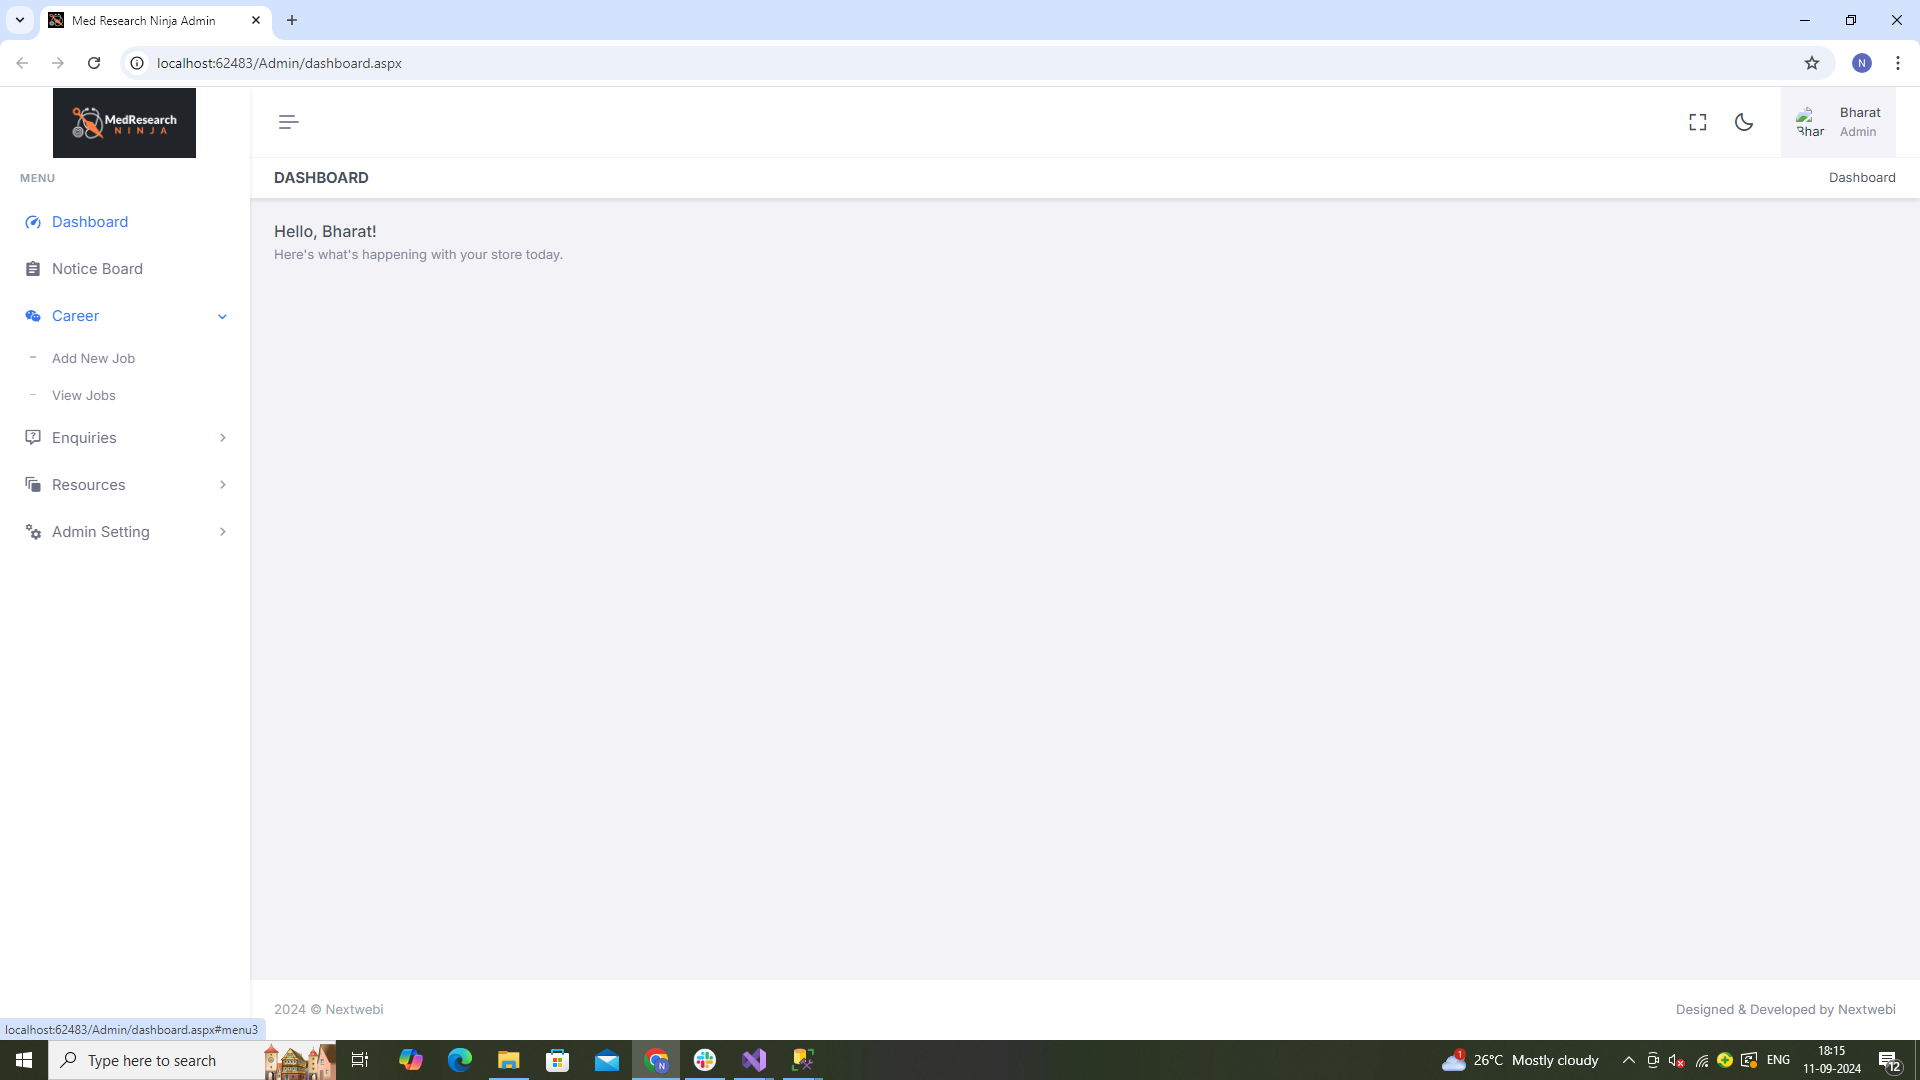 Med Research Ninja Admin
localhost:62483/Admin/dashboard.aspx
N
MedResearch
NINJA
Bhar
Bharat
Admin
MENU
DASHBOARD
Dashboard
Dashboard
Hello, Bharat!
Here's what's happening with your store today.
Notice Board
Career
Add New Job
View Jobs
Enquiries
Resources
Admin Setting
2024 © Nextwebi
Designed & Developed by Nextwebi
localhost:62483/Admin/dashboard.aspx#menu3
Type here to search
N
1
26°C Mostly cloudy
ENG
18:15
11-09-2024
12